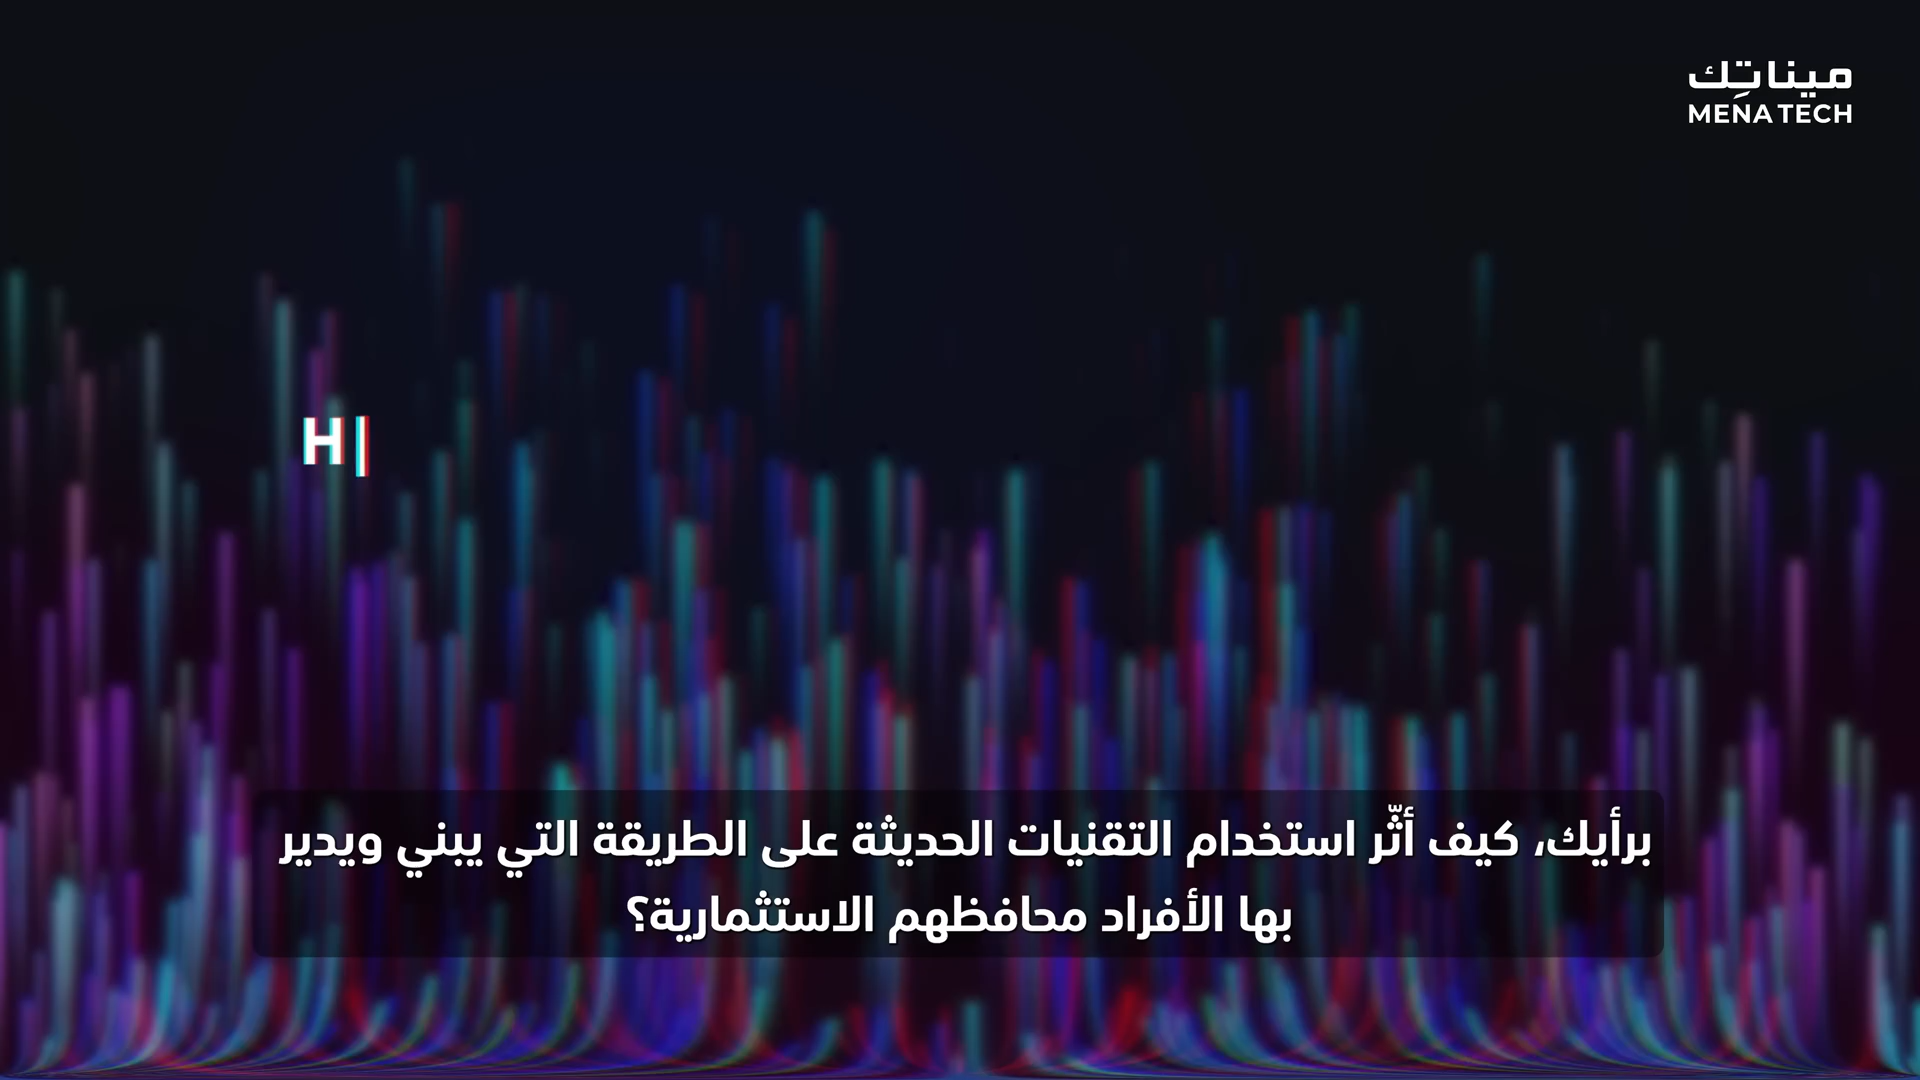 ميناتِك
MENA TECH
H|
برأيك، كيف أثّر استخدام التقنيات الحديثة على الطريقة التي يبني ويدير
بها الأفراد محافظهم الاستثمارية؟